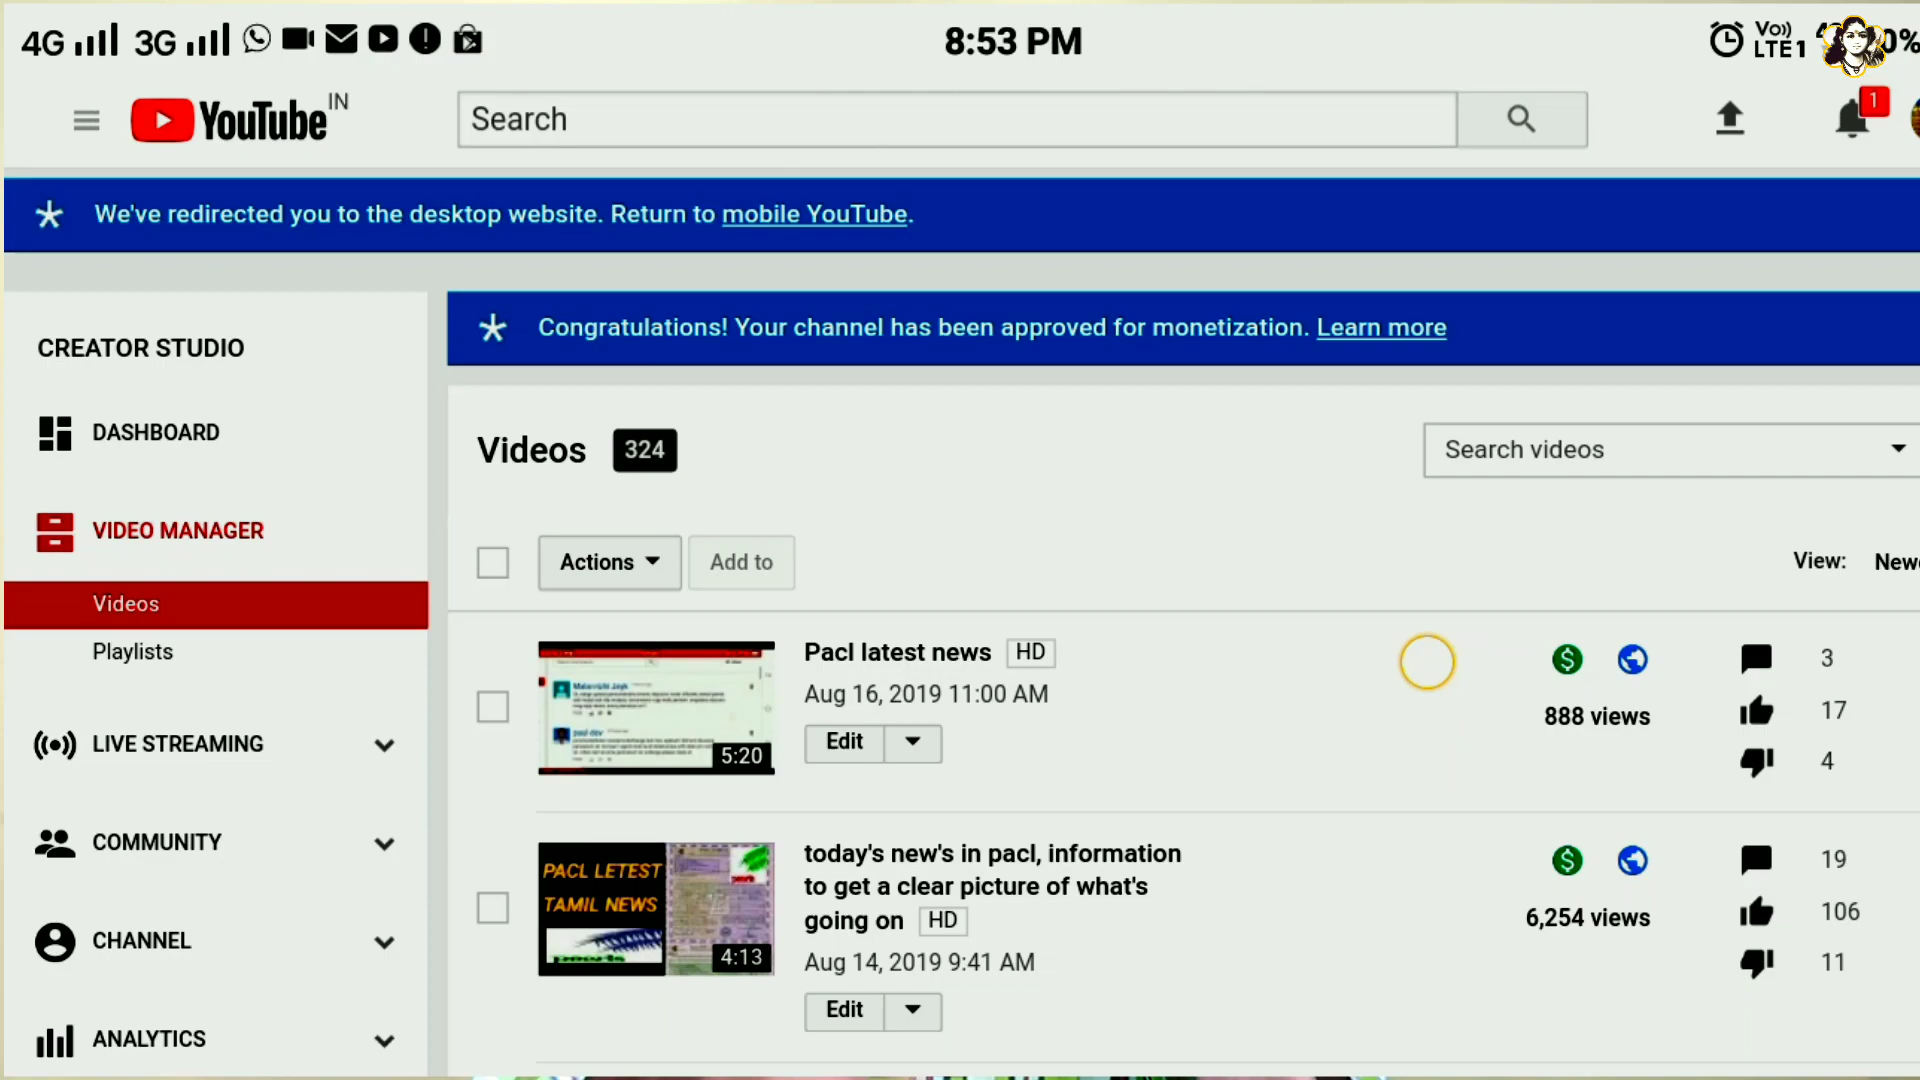 4G 3G 8:53 PM Vo)) LTE1 0%
YouTube IN Search 1
We've redirected you to the desktop website. Return to mobile YouTube.
Congratulations! Your channel has been approved for monetization. Learn more
CREATOR STUDIO
DASHBOARD
VIDEO MANAGER
Videos
Playlists
LIVE STREAMING
COMMUNITY
CHANNEL
ANALYTICS
Videos 324 Search videos
Actions Add to View:
Pacl latest news HD
Aug 16, 2019 11:00 AM
Edit
5:20
888 views
3
17
4
PACL LETEST
TAMIL NEWS
4:13
today's new's in pacl, information
to get a clear picture of what's
going on HD
Aug 14, 2019 9:41 AM
Edit
6,254 views
19
106
11